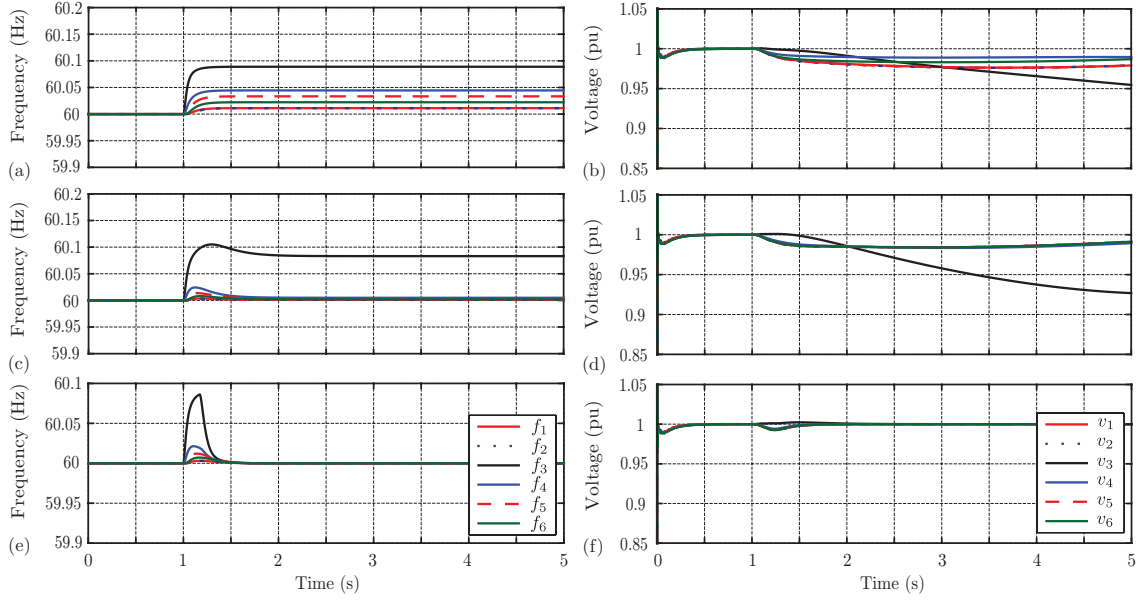 60.2
60.15
60.1
60.05
60
59.95
59.9
Frequency (Hz)
(a)
1.05
1
0.95
0.9
0.85
Voltage (pu)
(b)
60.2
60.15
60.1
60.05
60
59.95
59.9
Frequency (Hz)
(c)
1.05
1
0.95
0.9
0.85
Voltage (pu)
(d)
60.1
60.05
60
59.95
59.9
Frequency (Hz)
(e)
f1
f2
f3
f4
f5
f6
0 1 2 3 4 5
Time (s)
1.05
1
0.95
0.9
0.85
Voltage (pu)
(f)
v1
v2
v3
v4
v5
v6
0 1 2 3 4 5
Time (s)